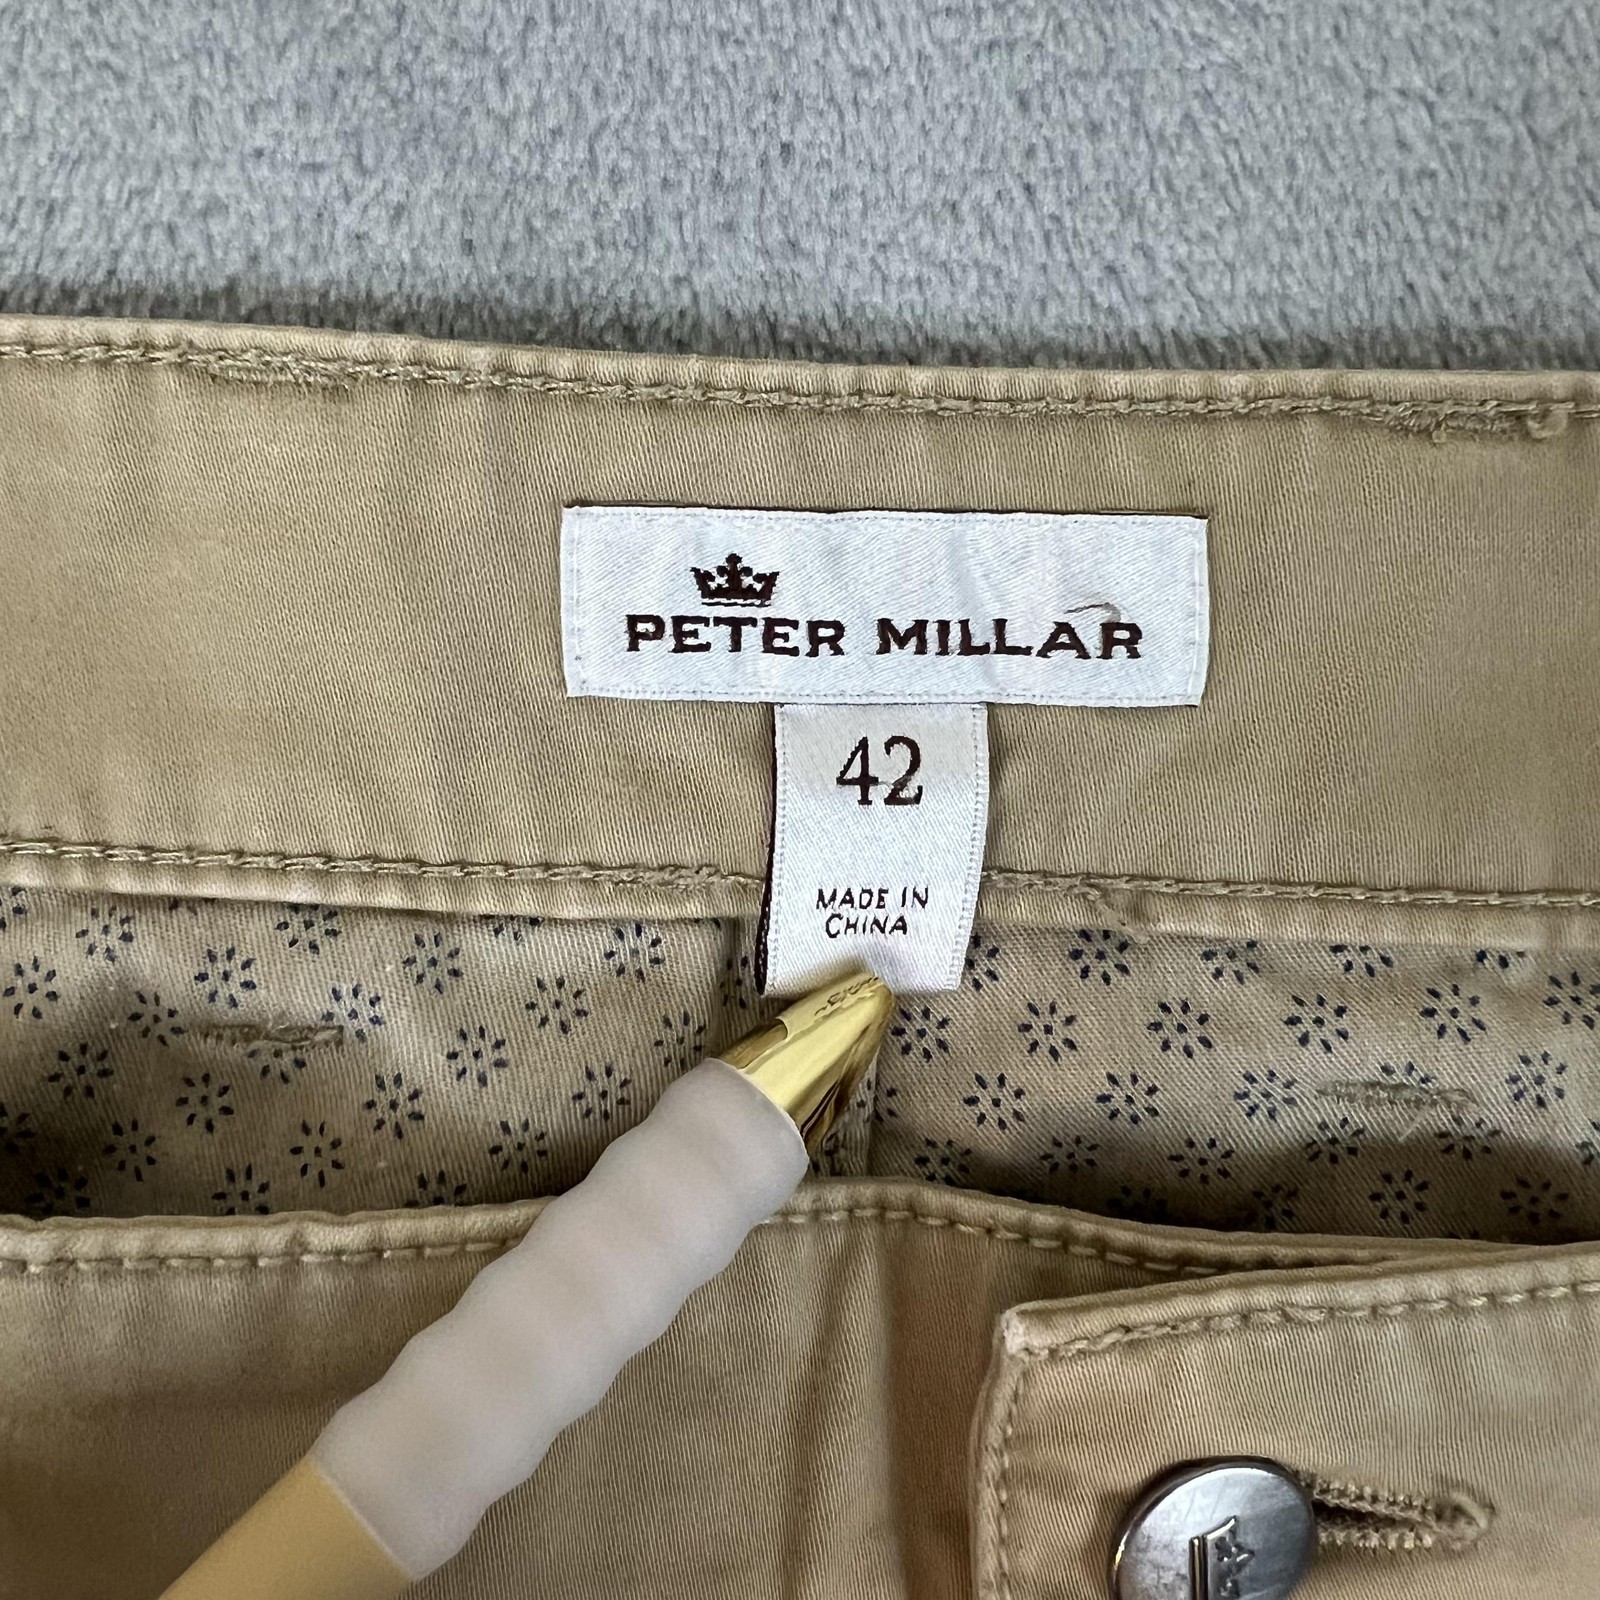 PETER MILLAR
42
MADE IN
CHINA